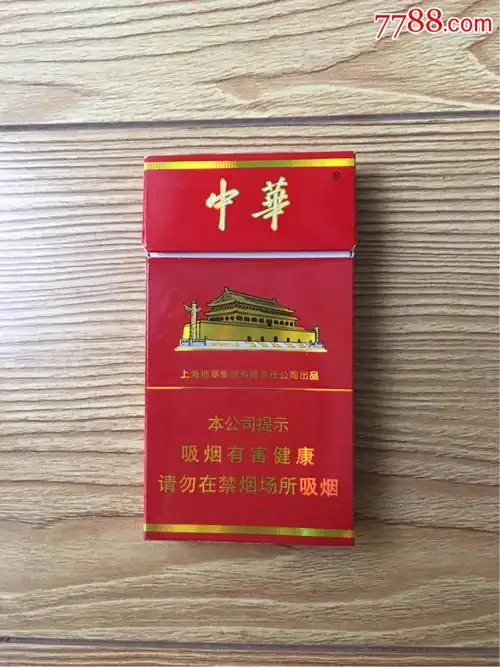 7788.com
中華
®
上海烟草集团有限责任公司出品
本公司提示
吸烟有害健康
请勿在禁烟场所吸烟